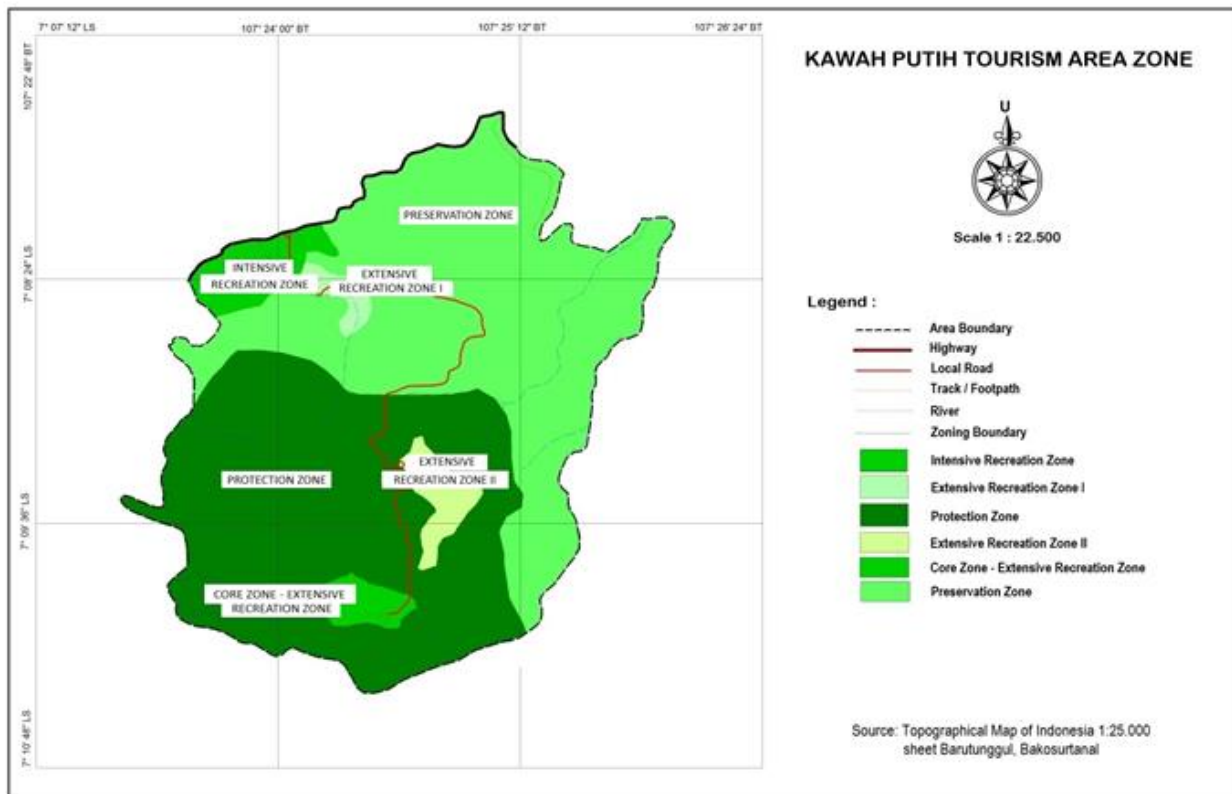 7° 07' 12" LS
107° 24' 00" BT
107° 25' 12" BT
107° 26' 24" BT
107° 22' 48" BT
7° 08' 24" LS
7° 09' 36" LS
7° 10' 48" LS
PRESERVATION ZONE
INTENSIVE
RECREATION ZONE
EXTENSIVE
RECREATION ZONE I
PROTECTION ZONE
EXTENSIVE
RECREATION ZONE II
CORE ZONE - EXTENSIVE
RECREATION ZONE
KAWAH PUTIH TOURISM AREA ZONE
U
Scale 1 : 22.500
Legend :
Area Boundary
Highway
Local Road
Track / Footpath
River
Zoning Boundary
Intensive Recreation Zone
Extensive Recreation Zone I
Protection Zone
Extensive Recreation Zone II
Core Zone - Extensive Recreation Zone
Preservation Zone
Source: Topographical Map of Indonesia 1:25.000
sheet Barutunggul, Bakosurtanal